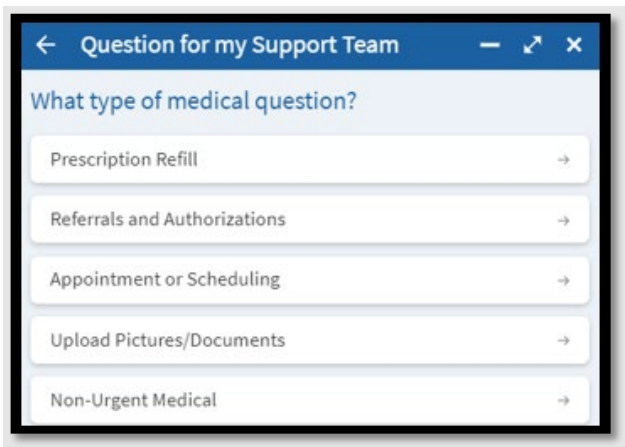 Question for my Support Team
What type of medical question?
Prescription Refill
Referrals and Authorizations
Appointment or Scheduling
Upload Pictures/Documents
Non-Urgent Medical